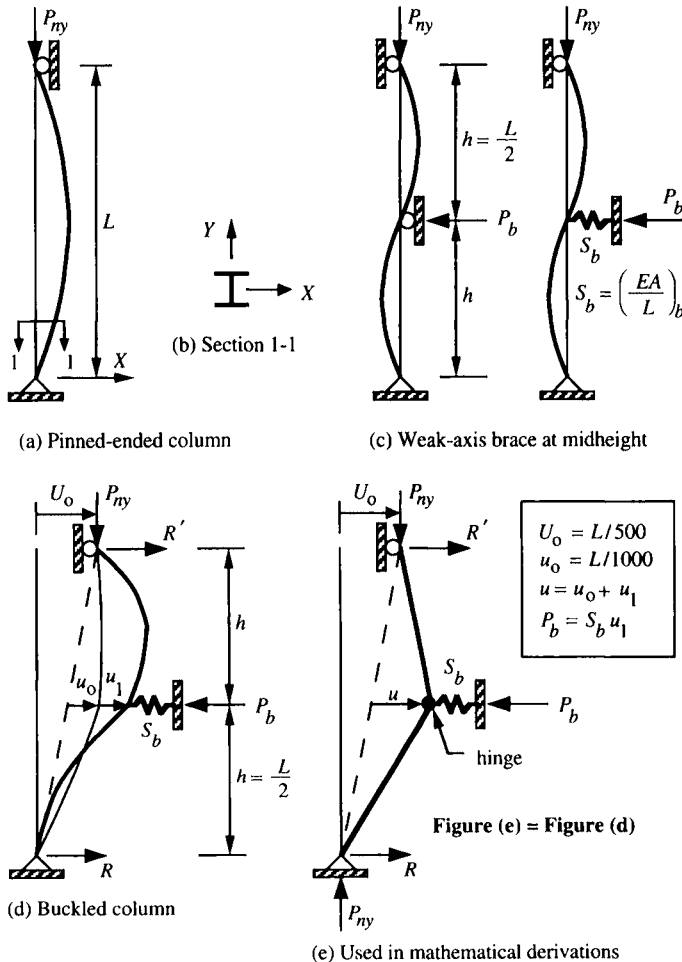 P_ny
L
1 1
X
(a) Pinned-ended column
Y
X
(b) Section 1-1
P_ny
h = L/2
P_b
h
P_ny
P_b
S_b
S_b = (EA/L)_b
(c) Weak-axis brace at midheight
U_o
P_ny
R′
h
u_o
u_1
S_b
P_b
h = L/2
R
(d) Buckled column
U_o
P_ny
R′
S_b
u
P_b
hinge
Figure (e) = Figure (d)
R
P_ny
(e) Used in mathematical derivations
U_o = L/500
u_o = L/1000
u = u_o + u_1
P_b = S_b u_1